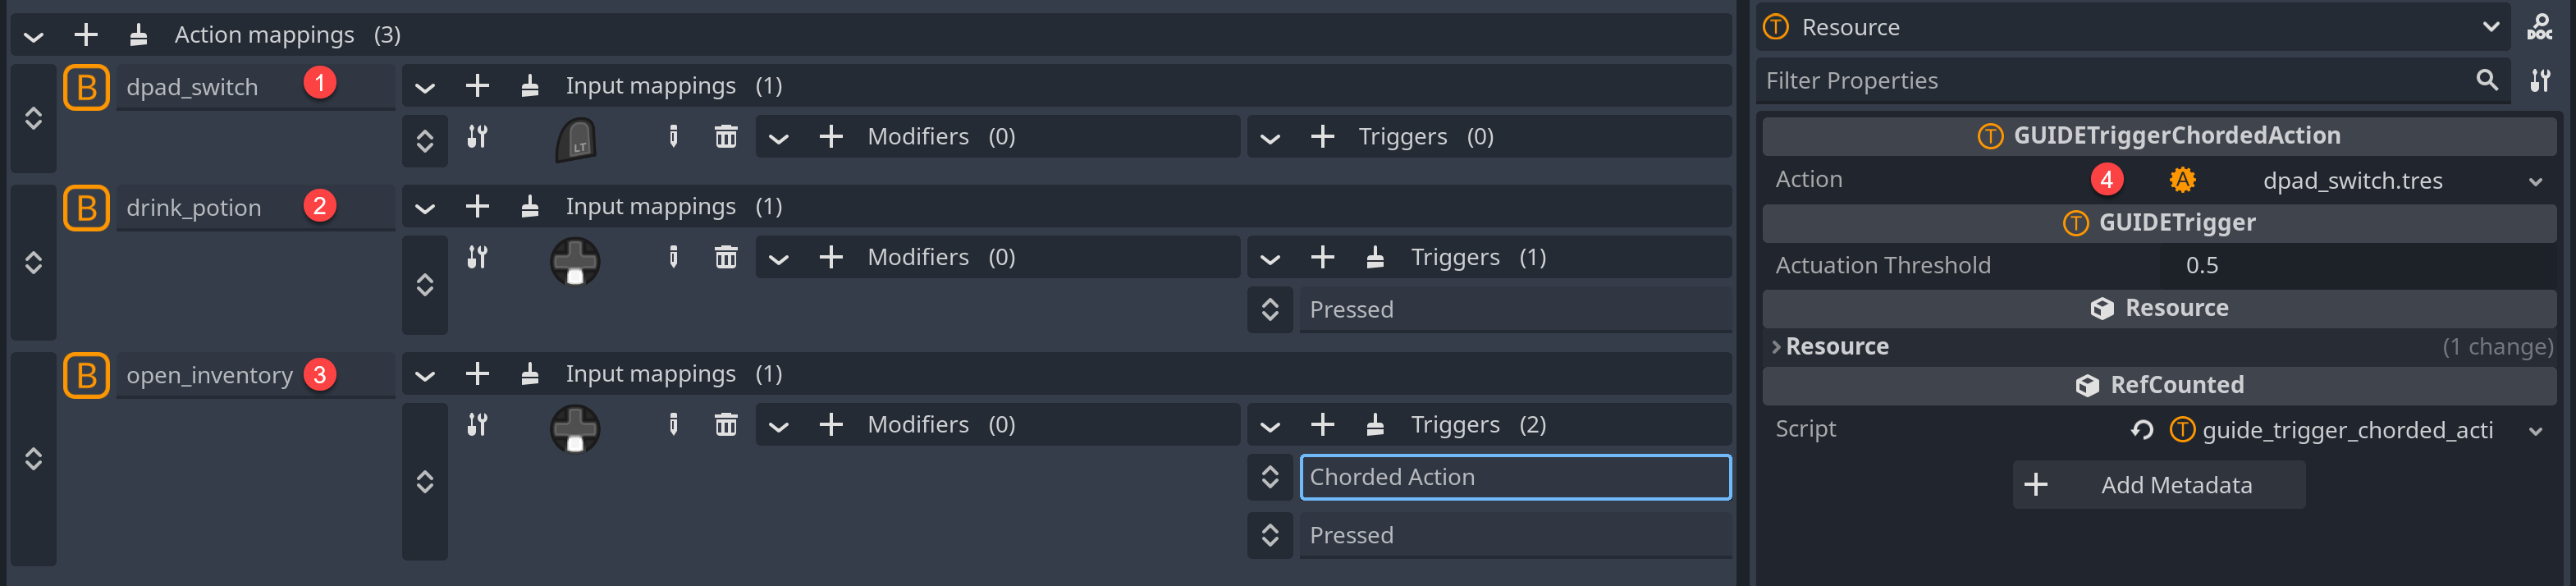 Action mappings (3)
B dpad_switch 1 Input mappings (1)
LT Modifiers (0) Triggers (0)
B drink_potion 2 Input mappings (1)
Modifiers (0) Triggers (1)
Pressed
B open_inventory 3 Input mappings (1)
Modifiers (0) Triggers (2)
Chorded Action
Pressed
T Resource DOC
Filter Properties
T GUIDETriggerChordedAction
Action 4 A dpad_switch.tres
T GUIDETrigger
Actuation Threshold 0.5
Resource
Resource (1 change)
RefCounted
Script T guide_trigger_chorded_acti
Add Metadata